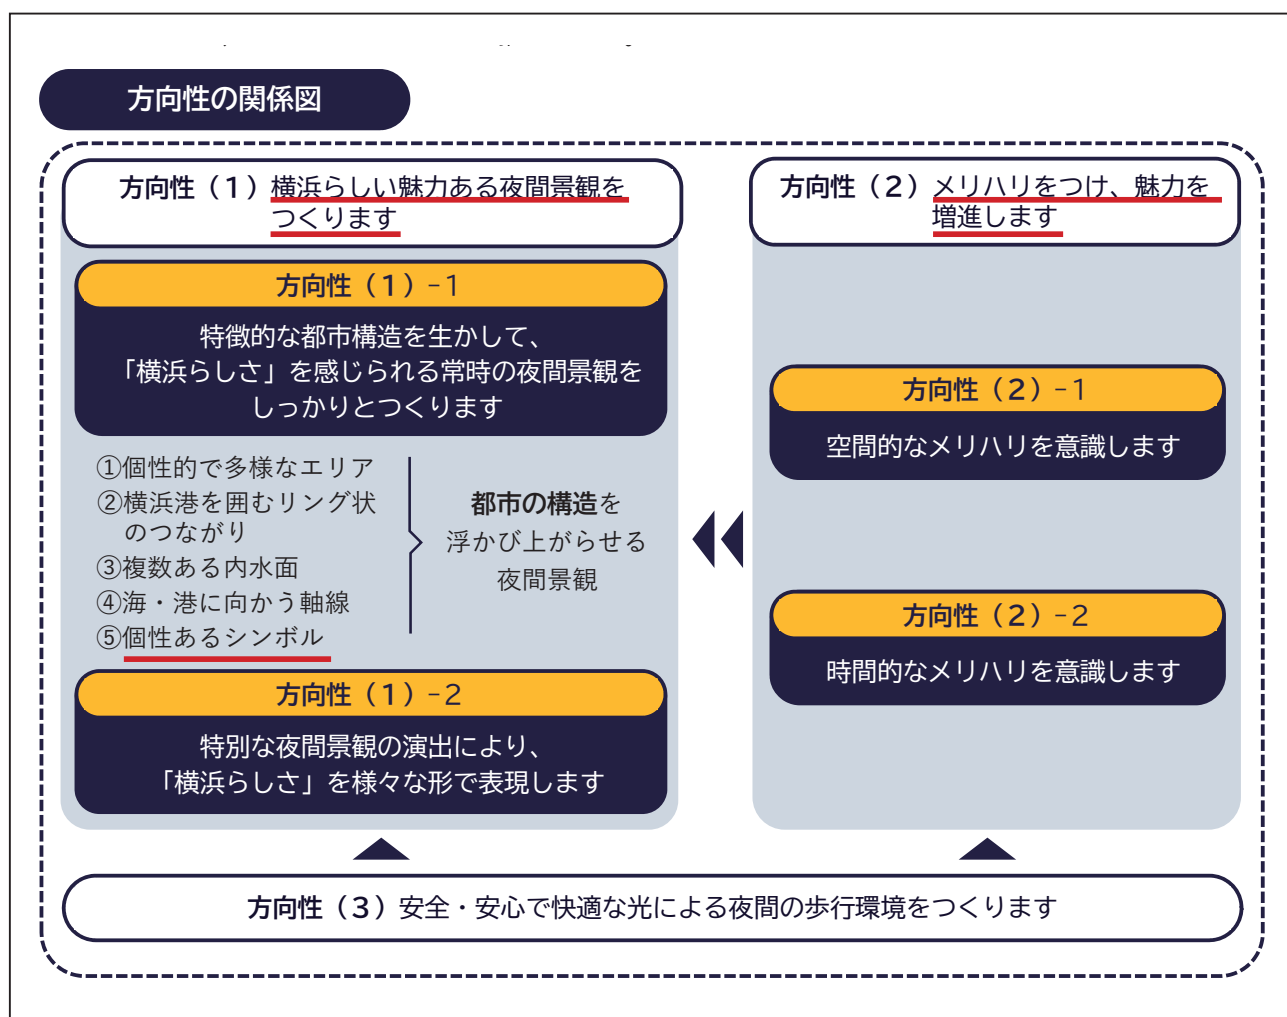 方向性の関係図
方向性（1）横浜らしい魅力ある夜間景観を
つくります
方向性（1）-1
特徴的な都市構造を生かして、
「横浜らしさ」を感じられる常時の夜間景観を
しっかりとつくります
①個性的で多様なエリア
②横浜港を囲むリング状
のつながり
③複数ある内水面
④海・港に向かう軸線
⑤個性あるシンボル
都市の構造を
浮かび上がらせる
夜間景観
方向性（1）-2
特別な夜間景観の演出により、
「横浜らしさ」を様々な形で表現します
方向性（2）メリハリをつけ、魅力を
増進します
方向性（2）-1
空間的なメリハリを意識します
方向性（2）-2
時間的なメリハリを意識します
方向性（3）安全・安心で快適な光による夜間の歩行環境をつくります